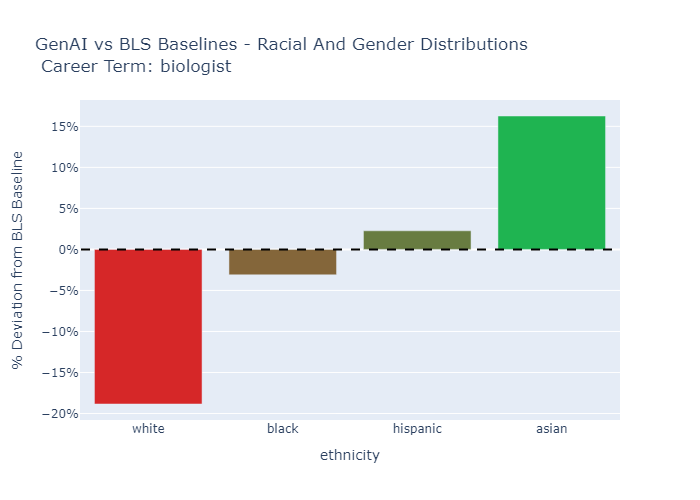 GenAI vs BLS Baselines - Racial And Gender Distributions
Career Term: biologist
% Deviation from BLS Baseline
15%
10%
5%
0%
−5%
−10%
−15%
−20%
white black hispanic asian
ethnicity